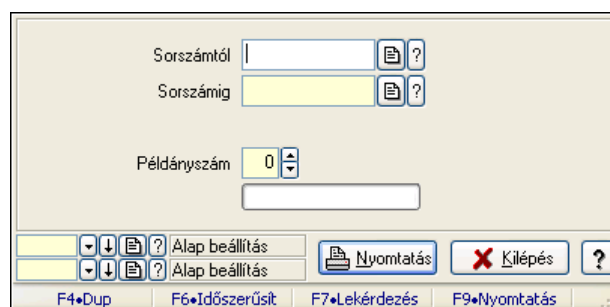 Sorszámtól ?
Sorszámig ?
Példányszám 0
? Alap beállítás
? Alap beállítás
Nyomtatás Kilépés ?
F4•Dup F6•Időszerűsít F7•Lekérdezés F9•Nyomtatás